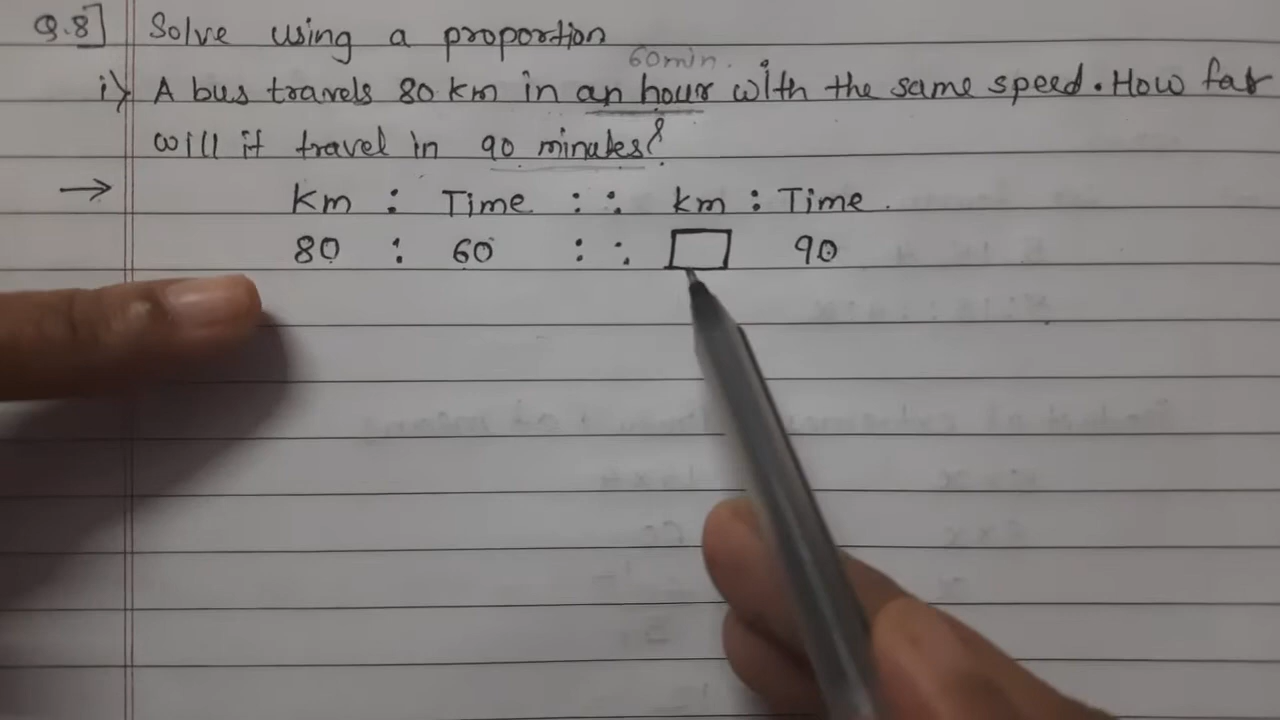 Q.8] Solve using a proportion
60min.
i) A bus travels 80 km in an hour with the same speed. How far
will it travel in 90 minutes?
→ Km : Time :: km : Time.
80 : 60 :: □ 90